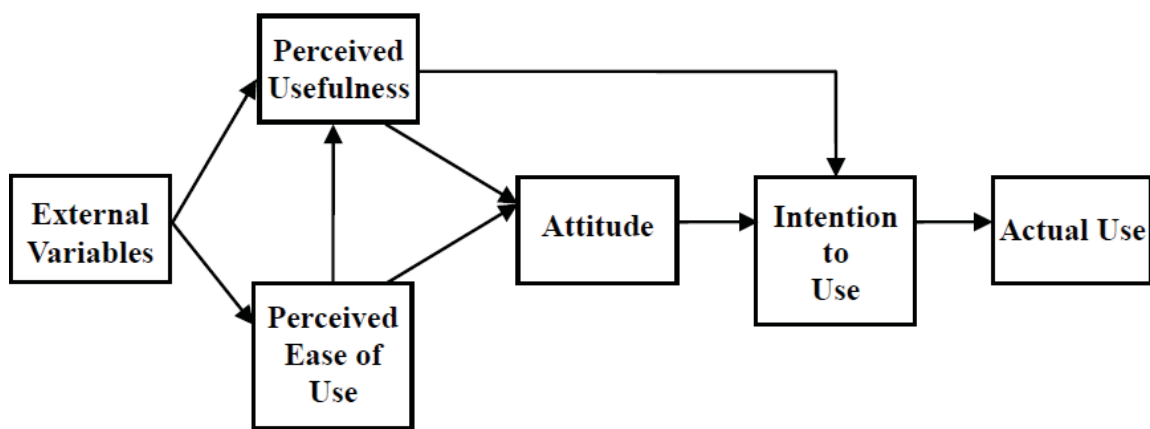 Perceived
Usefulness
External
Variables
Attitude
Intention
to
Use
Actual Use
Perceived
Ease of
Use